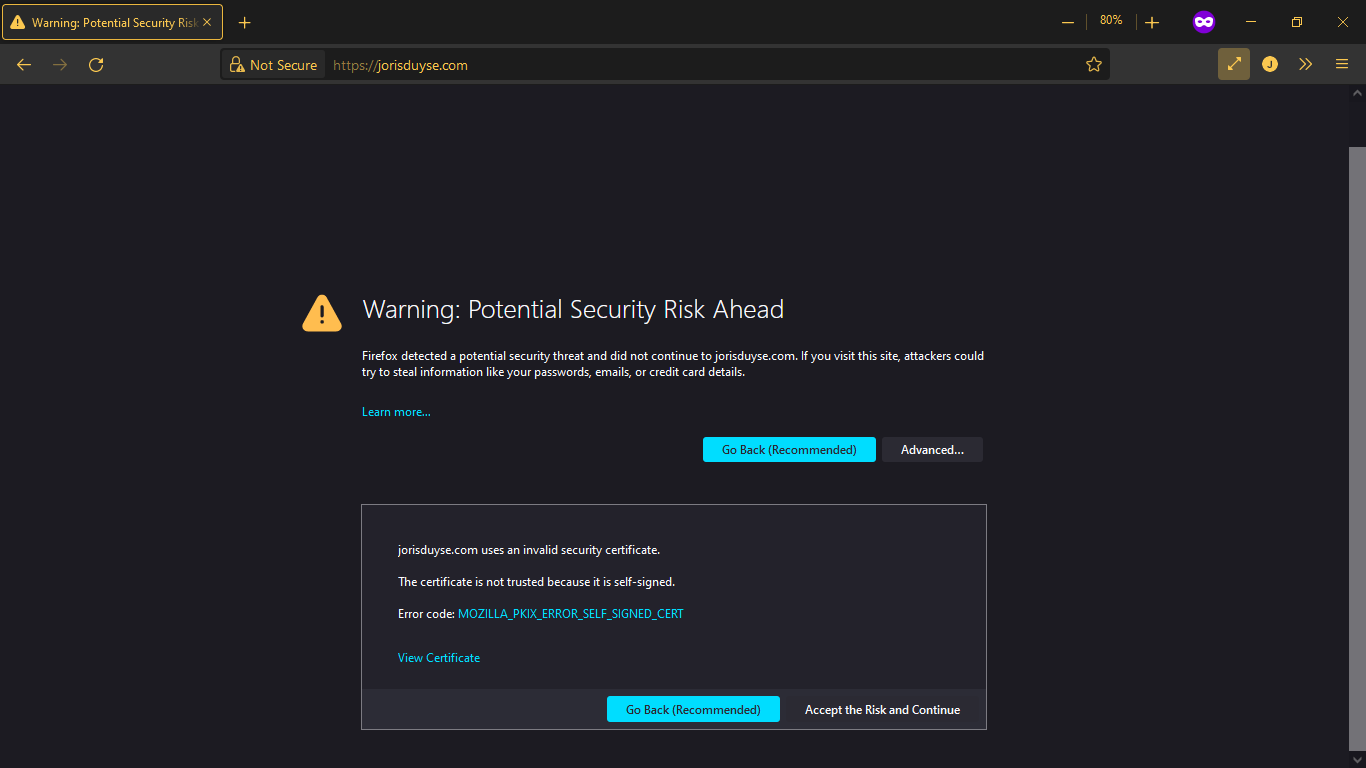 Warning: Potential Security Risk
80%
Not Secure
https://jorisduyse.com
J
Warning: Potential Security Risk Ahead
Firefox detected a potential security threat and did not continue to jorisduyse.com. If you visit this site, attackers could
try to steal information like your passwords, emails, or credit card details.
Learn more...
Go Back (Recommended)
Advanced...
jorisduyse.com uses an invalid security certificate.
The certificate is not trusted because it is self-signed.
Error code: MOZILLA_PKIX_ERROR_SELF_SIGNED_CERT
View Certificate
Go Back (Recommended)
Accept the Risk and Continue